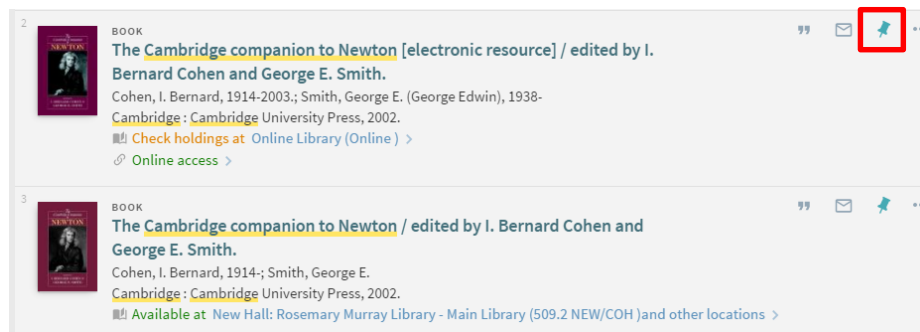 2
BOOK
The Cambridge companion to Newton [electronic resource] / edited by I.
Bernard Cohen and George E. Smith.
Cohen, I. Bernard, 1914-2003.; Smith, George E. (George Edwin), 1938-
Cambridge : Cambridge University Press, 2002.
Check holdings at Online Library (Online ) >
Online access >
3
BOOK
The Cambridge companion to Newton / edited by I. Bernard Cohen and
George E. Smith.
Cohen, I. Bernard, 1914-; Smith, George E.
Cambridge : Cambridge University Press, 2002.
Available at New Hall: Rosemary Murray Library - Main Library (509.2 NEW/COH )and other locations >
NEWTON
NEWTON